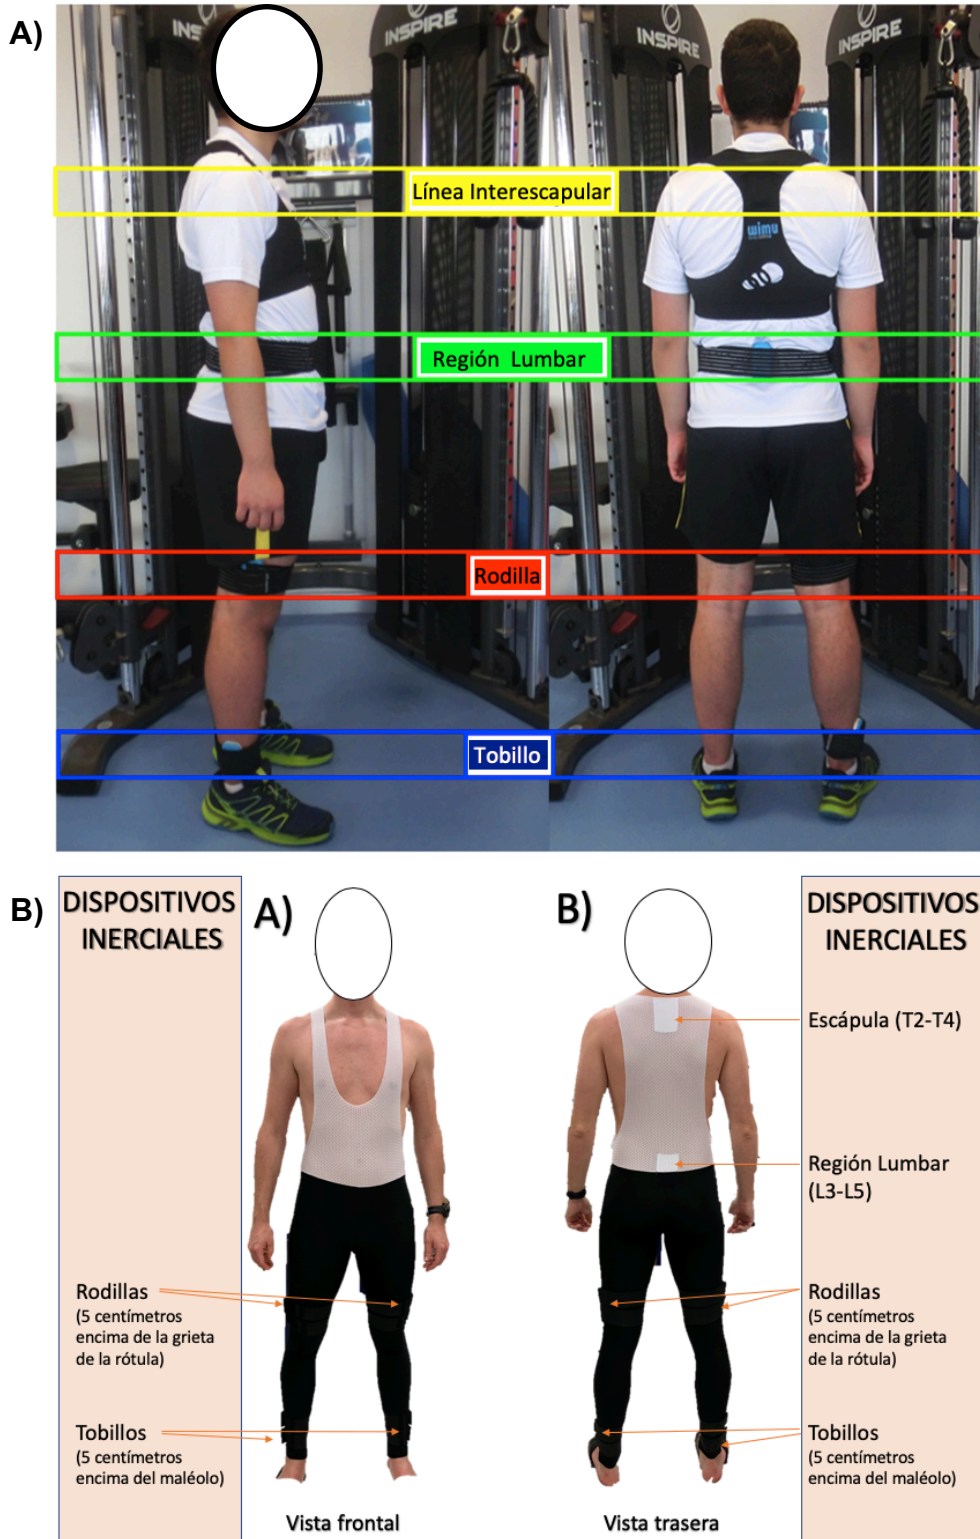 A)
INSPIRE
INSPIRE
INSPIRE
INSPIRE
Línea Interescapular
wimu
Región Lumbar
Rodilla
Tobillo
B)
DISPOSITIVOS
INERCIALES
A)
B)
DISPOSITIVOS
INERCIALES
Escápula (T2-T4)
Región Lumbar
(L3-L5)
Rodillas
(5 centímetros
encima de la grieta
de la rótula)
Rodillas
(5 centímetros
encima de la grieta
de la rótula)
Tobillos
(5 centímetros
encima del maléolo)
Tobillos
(5 centímetros
encima del maléolo)
Vista frontal
Vista trasera